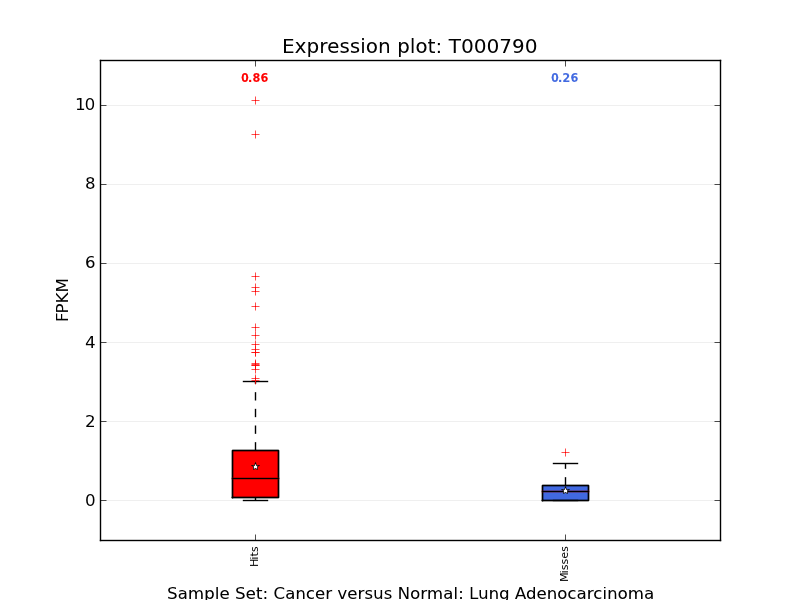 Expression plot: T000790
0.86 0.26
10
8
6
4
2
0
FPKM
Hits Misses
Sample Set: Cancer versus Normal: Lung Adenocarcinoma